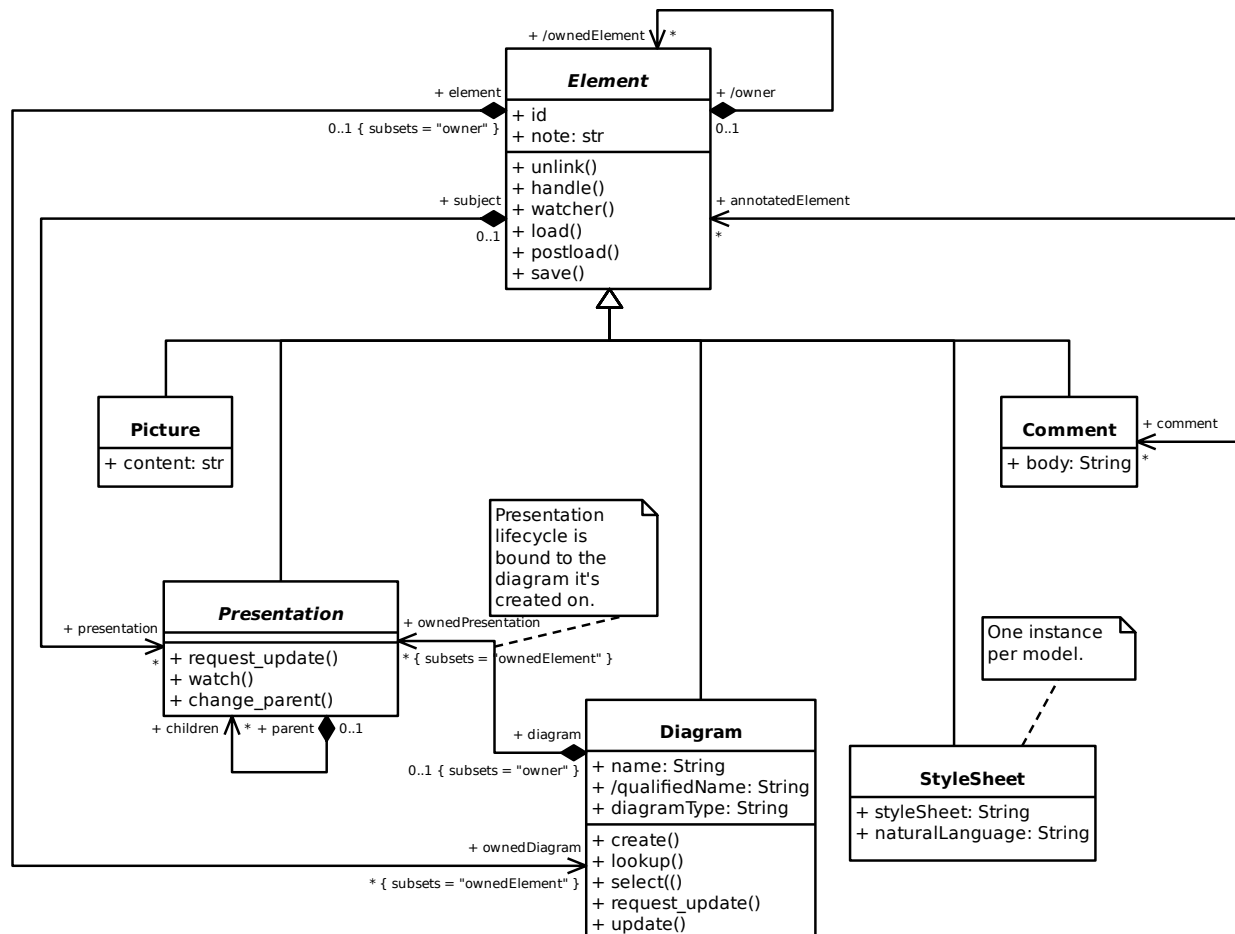 + /ownedElement
*
Element
+ element
+ /owner
+ id
0..1 { subsets = "owner" }
0..1
+ note: str
+ unlink()
+ handle()
+ subject
+ annotatedElement
+ watcher()
0..1
*
+ load()
+ postload()
+ save()
Picture
+ content: str
Comment
+ comment
+ body: String
*
Presentation
lifecycle is
bound to the
diagram it's
created on.
Presentation
+ presentation
*
+ ownedPresentation
* { subsets = "ownedElement" }
+ request_update()
+ watch()
+ change_parent()
One instance
per model.
+ children
*
+ parent
0..1
+ diagram
0..1 { subsets = "owner" }
Diagram
+ name: String
+ /qualifiedName: String
+ diagramType: String
StyleSheet
+ styleSheet: String
+ naturalLanguage: String
+ ownedDiagram
* { subsets = "ownedElement" }
+ create()
+ lookup()
+ select(()
+ request_update()
+ update()